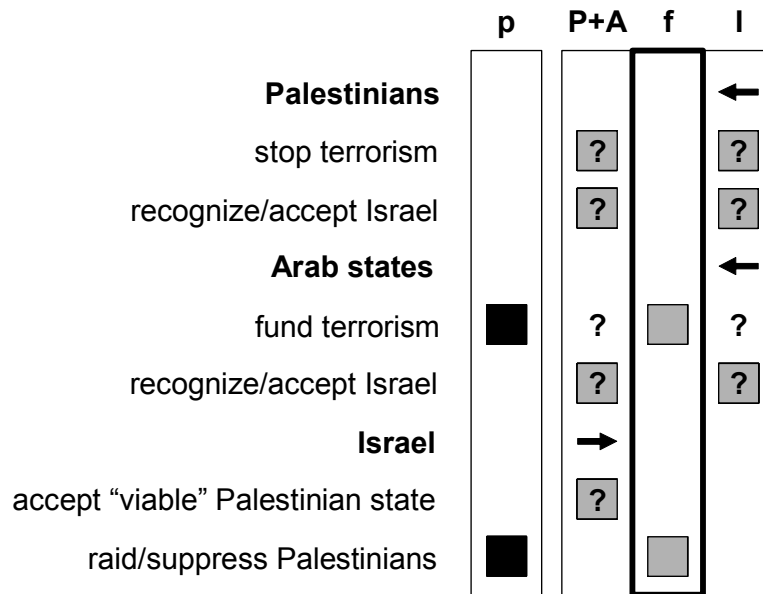 p P+A f I
Palestinians
stop terrorism ? ?
recognize/accept Israel ? ?
Arab states
fund terrorism ? ?
recognize/accept Israel ? ?
Israel
accept “viable” Palestinian state ?
raid/suppress Palestinians